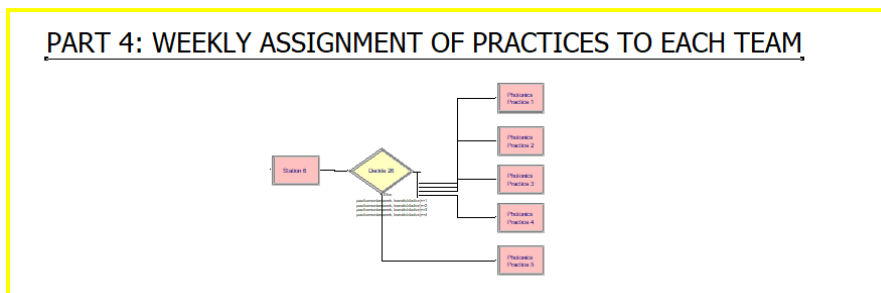 PART 4: WEEKLY ASSIGNMENT OF PRACTICES TO EACH TEAM
Photonics
Practice 1
Photonics
Practice 2
Station 6
Decide 26
Photonics
Practice 3
Photonics
Practice 4
Photonics
Practice 5